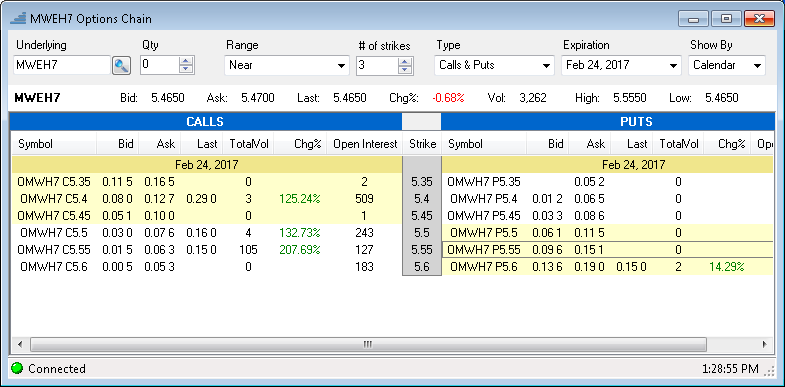 MWEH7 Options Chain
Underlying Qty Range # of strikes Type Expiration Show By
MWEH7 0 Near 3 Calls & Puts Feb 24, 2017 Calendar
MWEH7 Bid: 5.4650 Ask: 5.4700 Last: 5.4650 Chg%: -0.68% Vol: 3,262 High: 5.5550 Low: 5.4650
CALLS PUTS
Symbol Bid Ask Last TotalVol Chg% Open Interest Strike Symbol Bid Ask Last TotalVol Chg% Ope
Feb 24, 2017 Feb 24, 2017
OMWH7 C5.35 0.11 5 0.16 5 0 2 5.35 OMWH7 P5.35 0.05 2 0
OMWH7 C5.4 0.08 0 0.12 7 0.29 0 3 125.24% 509 5.4 OMWH7 P5.4 0.01 2 0.06 5 0
OMWH7 C5.45 0.05 1 0.10 0 0 1 5.45 OMWH7 P5.45 0.03 3 0.08 6 0
OMWH7 C5.5 0.03 0 0.07 6 0.16 0 4 132.73% 243 5.5 OMWH7 P5.5 0.06 1 0.11 5 0
OMWH7 C5.55 0.01 5 0.06 3 0.15 0 105 207.69% 127 5.55 OMWH7 P5.55 0.09 6 0.15 1 0
OMWH7 C5.6 0.00 5 0.05 3 0 183 5.6 OMWH7 P5.6 0.13 6 0.19 0 0.15 0 2 14.29%
Connected 1:28:55 PM